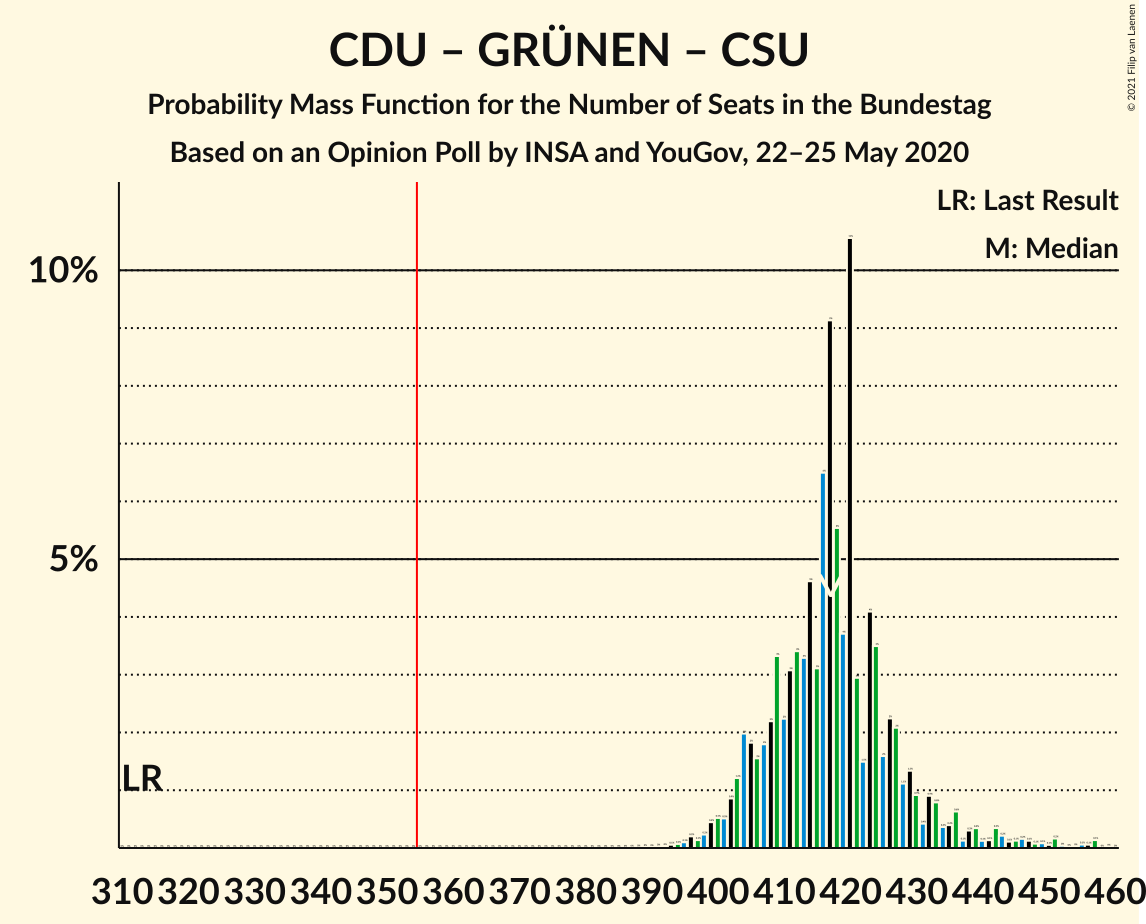 CDU – GRÜNEN – CSU
Probability Mass Function for the Number of Seats in the Bundestag
Based on an Opinion Poll by INSA and YouGov, 22–25 May 2020
© 2021 Filip van Laenen
LR: Last Result
M: Median
10%
5%
LR
310 320 330 340 350 360 370 380 390 400 410 420 430 440 450 460